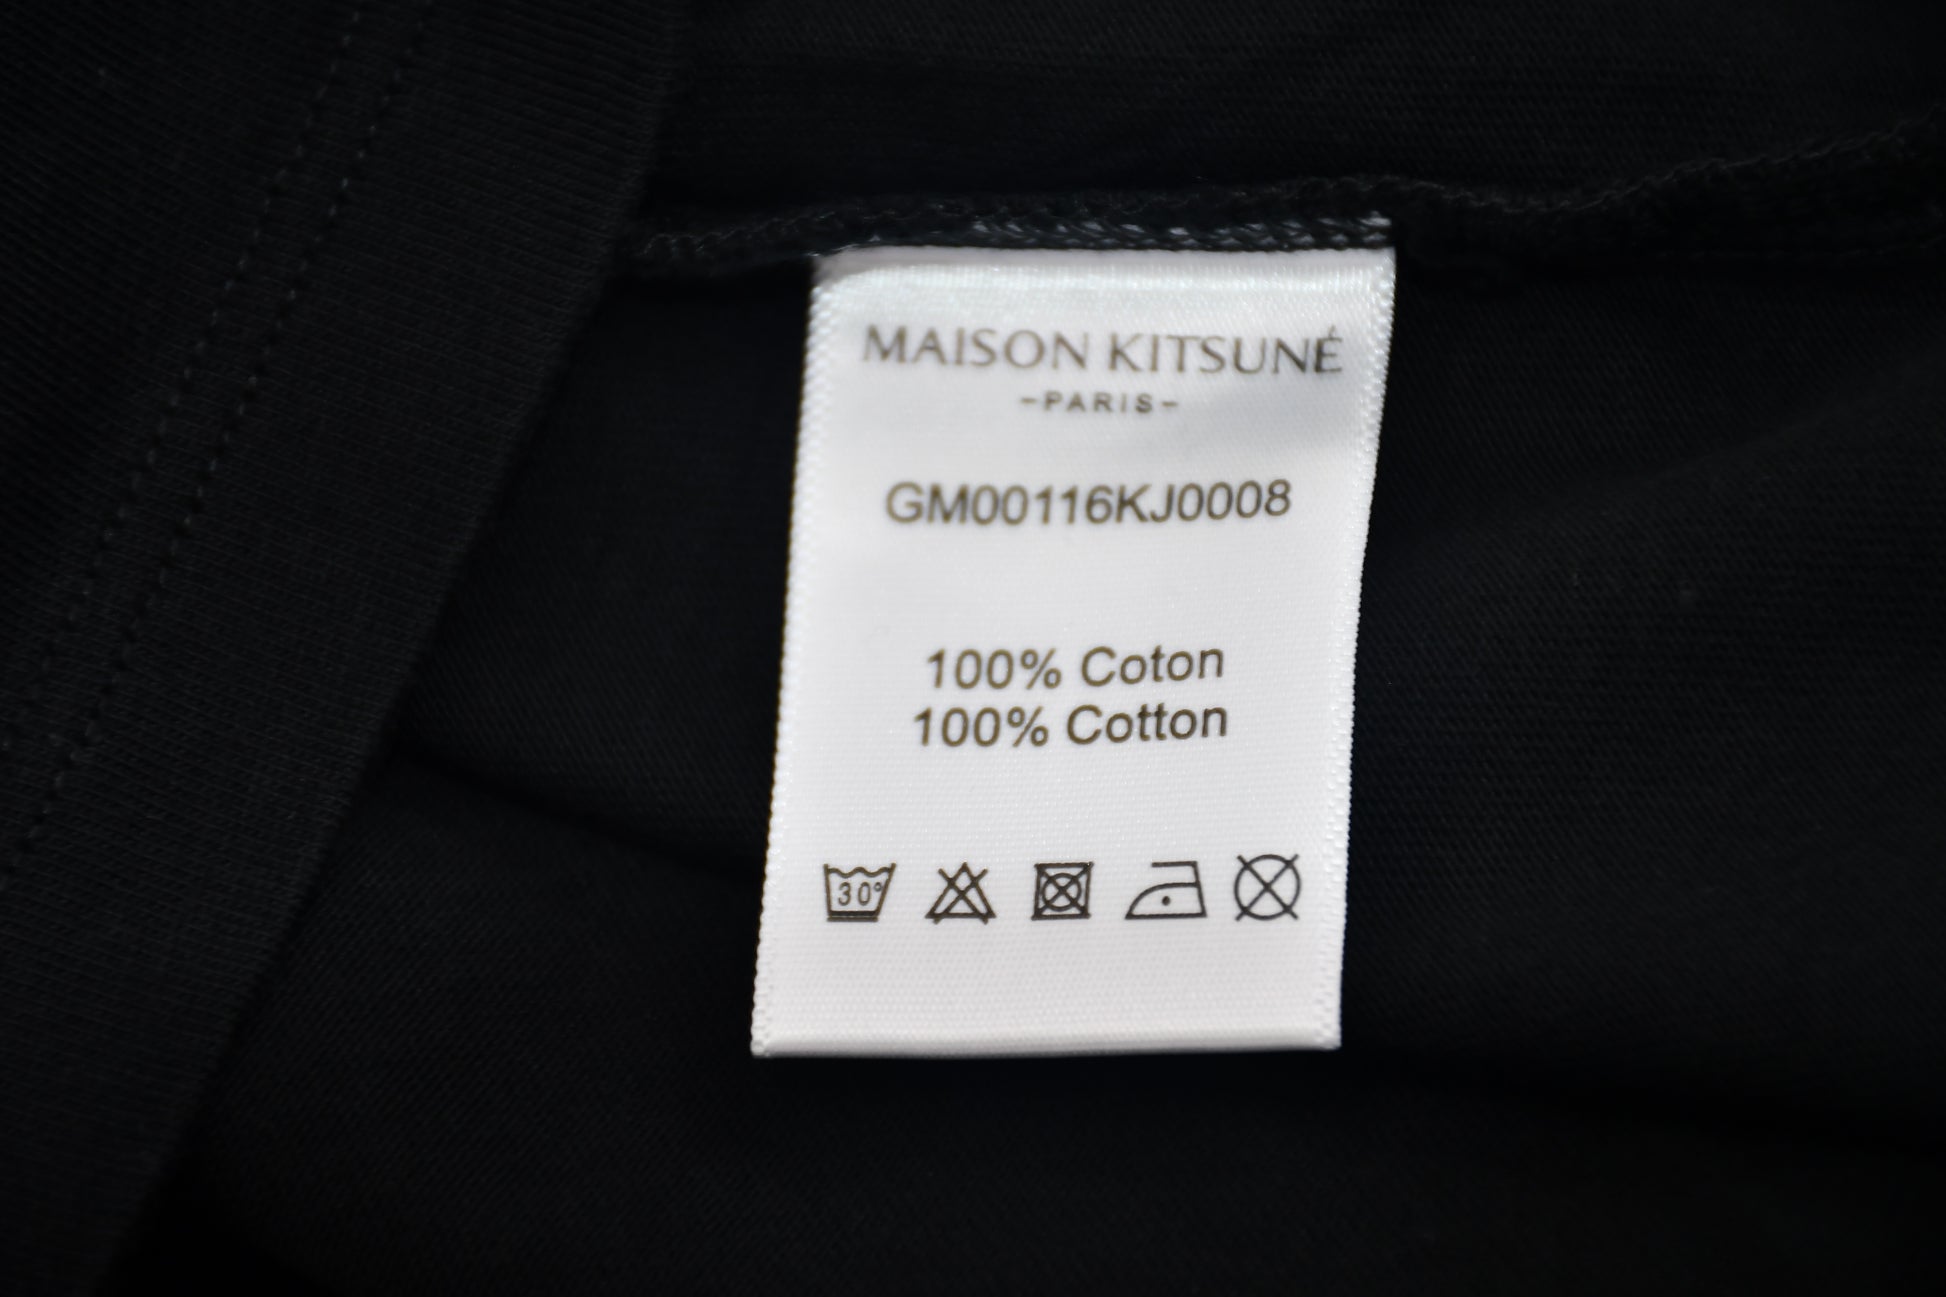 MAISON KITSUNÉ
-PARIS-
GM00116KJ0008
100% Coton
100% Cotton
30°